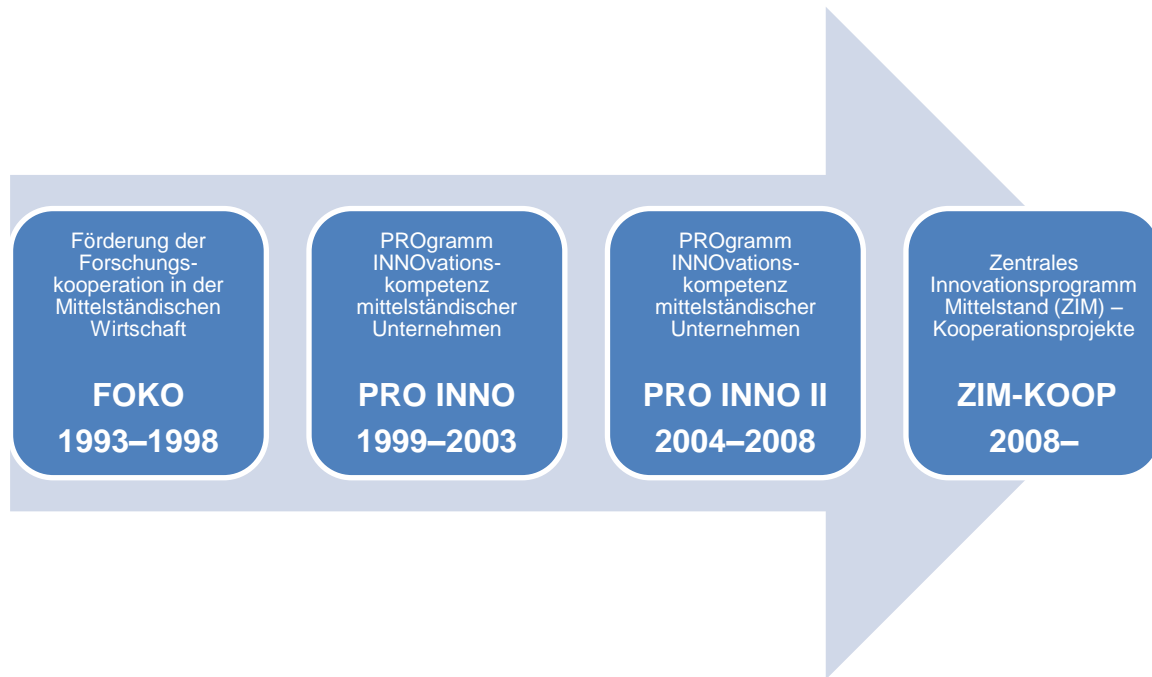 Förderung der
Forschungs-
kooperation in der
Mittelständischen
Wirtschaft
FOKO
1993–1998
PROgramm
INNOvations-
kompetenz
mittelständischer
Unternehmen
PRO INNO
1999–2003
PROgramm
INNOvations-
kompetenz
mittelständischer
Unternehmen
PRO INNO II
2004–2008
Zentrales
Innovationsprogramm
Mittelstand (ZIM) –
Kooperationsprojekte
ZIM-KOOP
2008–